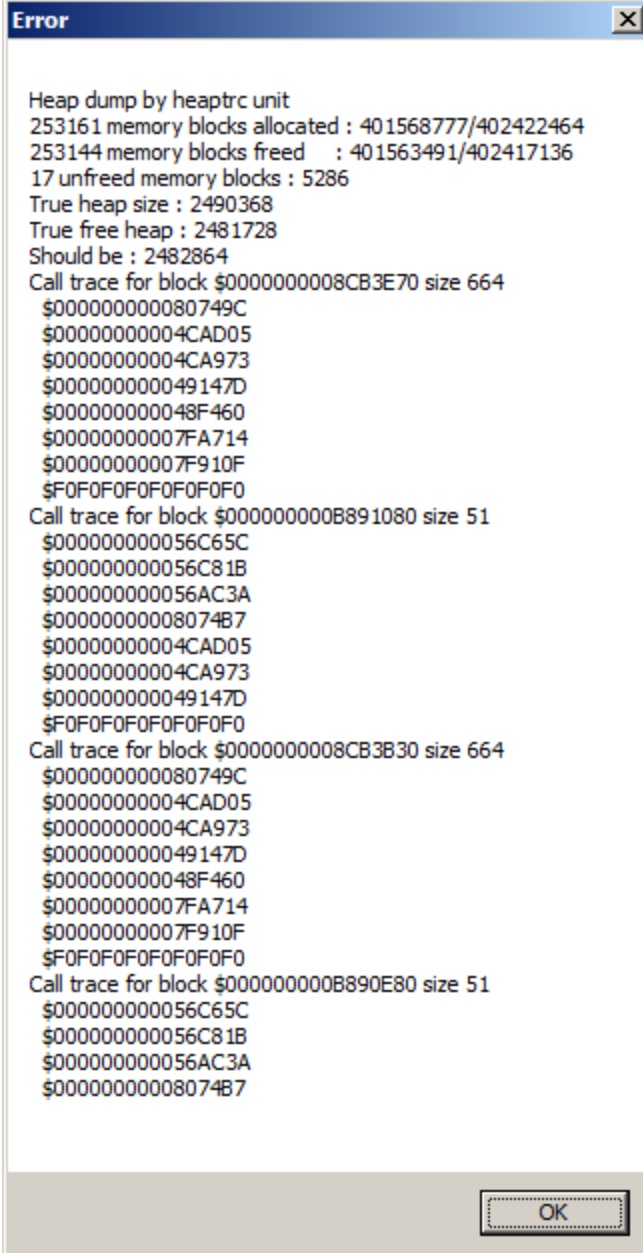 Error
Heap dump by heaptrc unit
253161 memory blocks allocated : 401568777/402422464
253144 memory blocks freed     : 401563491/402417136
17 unfreed memory blocks : 5286
True heap size : 2490368
True free heap : 2481728
Should be : 2482864
Call trace for block $0000000008CB3E70 size 664
$000000000080749C
$00000000004CAD05
$00000000004CA973
$000000000049147D
$000000000048F460
$00000000007FA714
$00000000007F910F
$F0F0F0F0F0F0F0F0
Call trace for block $000000000B891080 size 51
$000000000056C65C
$000000000056C81B
$000000000056AC3A
$00000000008074B7
$00000000004CAD05
$00000000004CA973
$000000000049147D
$F0F0F0F0F0F0F0F0
Call trace for block $0000000008CB3B30 size 664
$000000000080749C
$00000000004CAD05
$00000000004CA973
$000000000049147D
$000000000048F460
$00000000007FA714
$00000000007F910F
$F0F0F0F0F0F0F0F0
Call trace for block $000000000B890E80 size 51
$000000000056C65C
$000000000056C81B
$000000000056AC3A
$00000000008074B7
OK